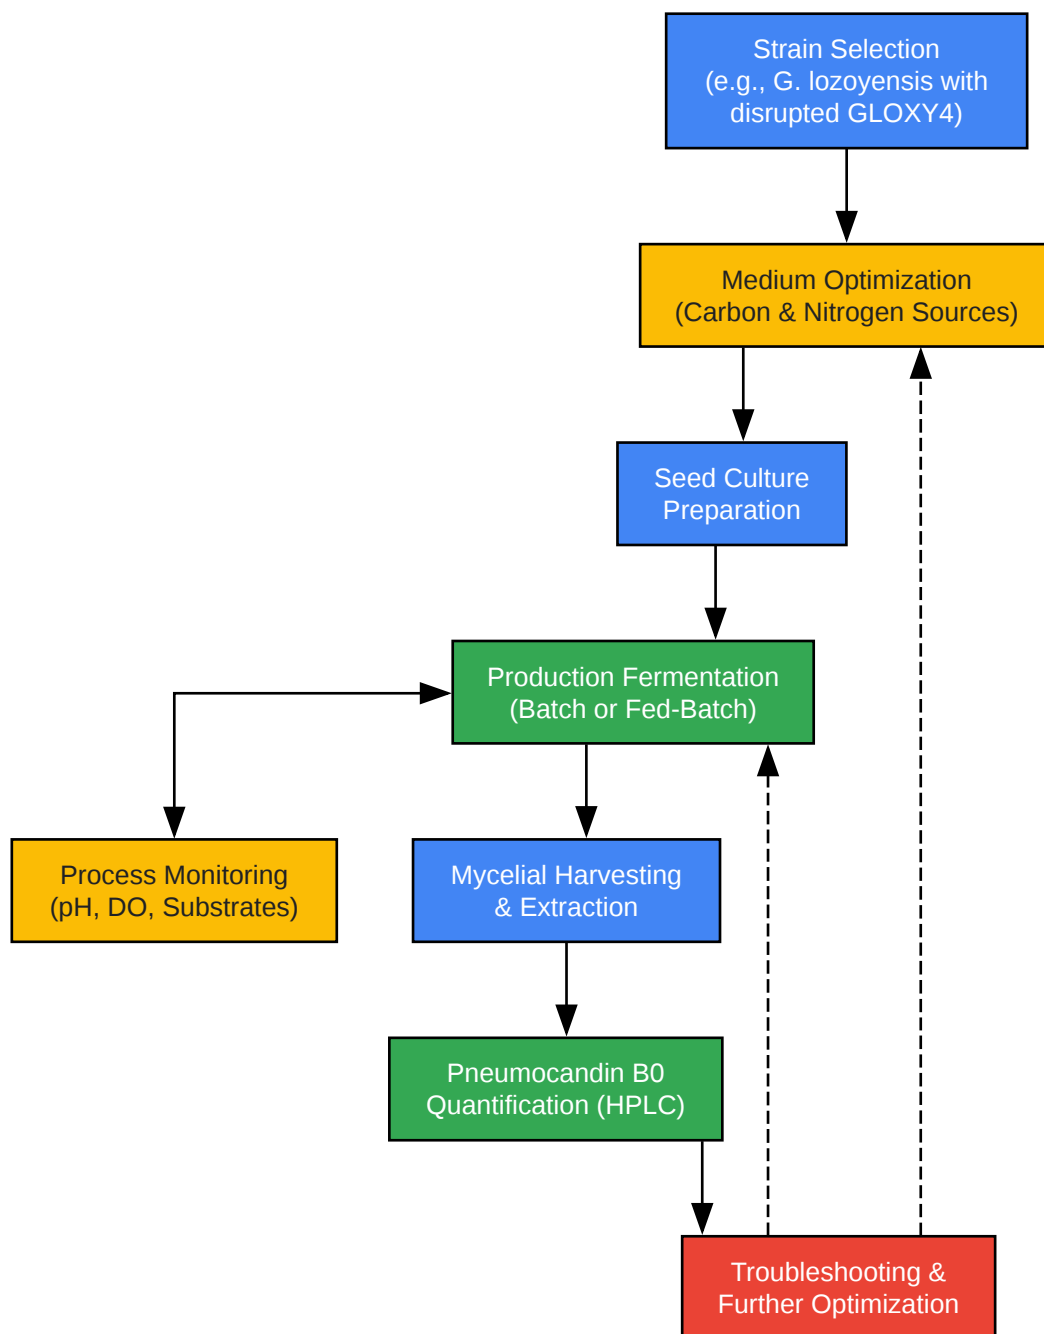 Strain Selection
(e.g., G. lozoyensis with
disrupted GLOXY4)
Medium Optimization
(Carbon & Nitrogen Sources)
Seed Culture
Preparation
Production Fermentation
(Batch or Fed-Batch)
Process Monitoring
(pH, DO, Substrates)
Mycelial Harvesting
& Extraction
Pneumocandin B0
Quantification (HPLC)
Troubleshooting &
Further Optimization